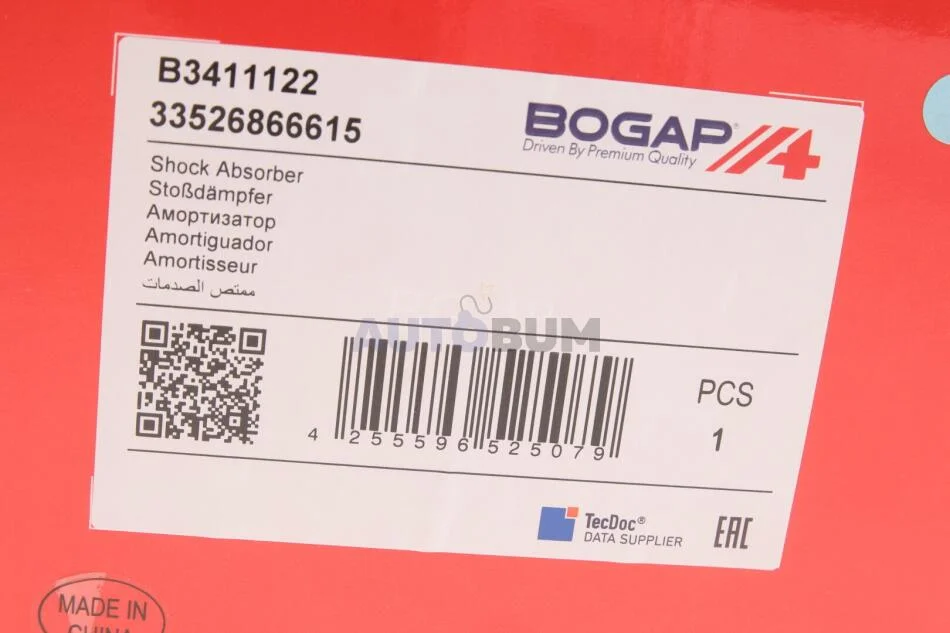 B3411122
33526866615
BOGAP
Driven By Premium Quality
Shock Absorber
Stoßdämpfer
Амортизатор
Amortiguador
Amortisseur
ممتص الصدمات
AUTOBUM
PCS
1
4 255596 525079
TecDoc®
DATA SUPPLIER
EAC
MADE IN
CHINA